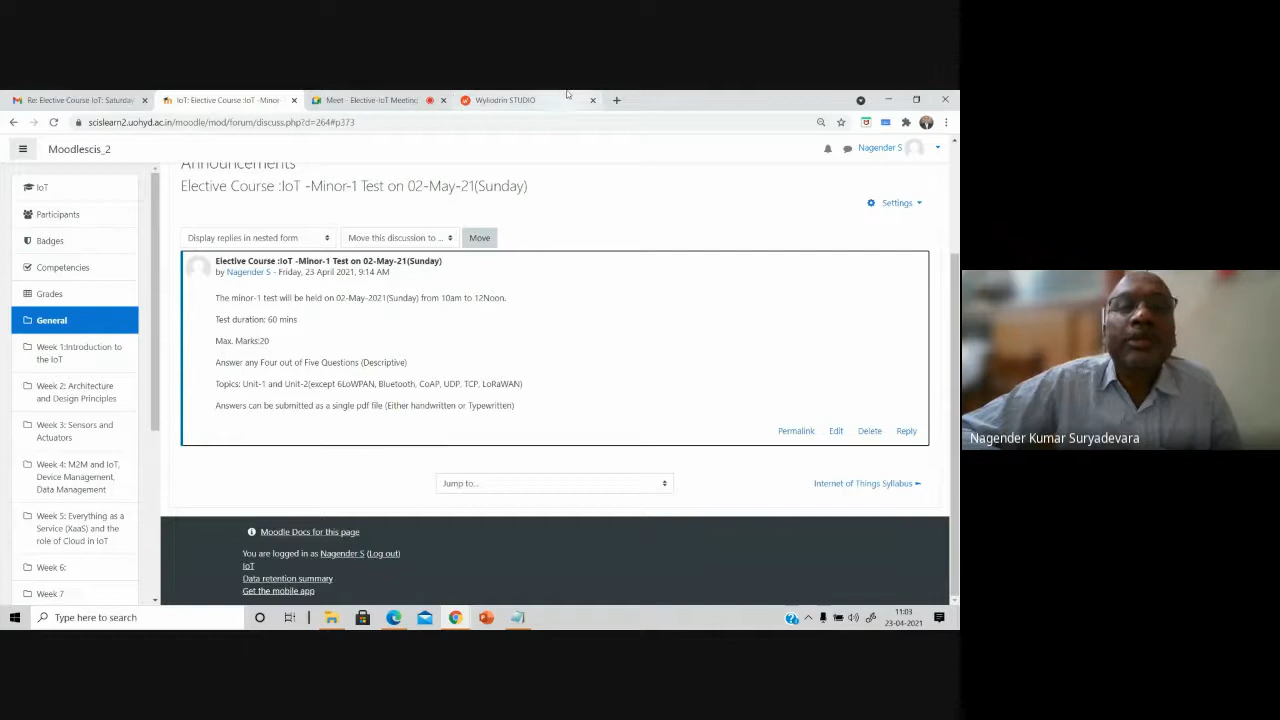 Re: Elective Course IoT: Saturday
IoT: Elective Course :IoT -Minor-
Meet - Elective-IoT Meeting
Wyliodrin STUDIO
scislearn2.uohyd.ac.in/moodle/mod/forum/discuss.php?d=264#p373
Moodlescis_2
Nagender S
IoT
Participants
Badges
Competencies
Grades
General
Week 1:Introduction to
the IoT
Week 2: Architecture
and Design Principles
Week 3: Sensors and
Actuators
Week 4: M2M and IoT,
Device Management,
Data Management
Week 5: Everything as a
Service (XaaS) and the
role of Cloud in IoT
Week 6:
Week 7
Announcements
Elective Course :IoT -Minor-1 Test on 02-May-21(Sunday)
Settings
Display replies in nested form
Move this discussion to ...
Move
Elective Course :IoT -Minor-1 Test on 02-May-21(Sunday)
by Nagender S - Friday, 23 April 2021, 9:14 AM
The minor-1 test will be held on 02-May-2021(Sunday) from 10am to 12Noon.
Test duration: 60 mins
Max. Marks:20
Answer any Four out of Five Questions (Descriptive)
Topics: Unit-1 and Unit-2(except 6LoWPAN, Bluetooth, CoAP, UDP, TCP, LoRaWAN)
Answers can be submitted as a single pdf file (Either handwritten or Typewritten)
Permalink Edit Delete Reply
Jump to...
Internet of Things Syllabus ►
Moodle Docs for this page
You are logged in as Nagender S (Log out)
IoT
Data retention summary
Get the mobile app
Type here to search
11:03
23-04-2021
Nagender Kumar Suryadevara